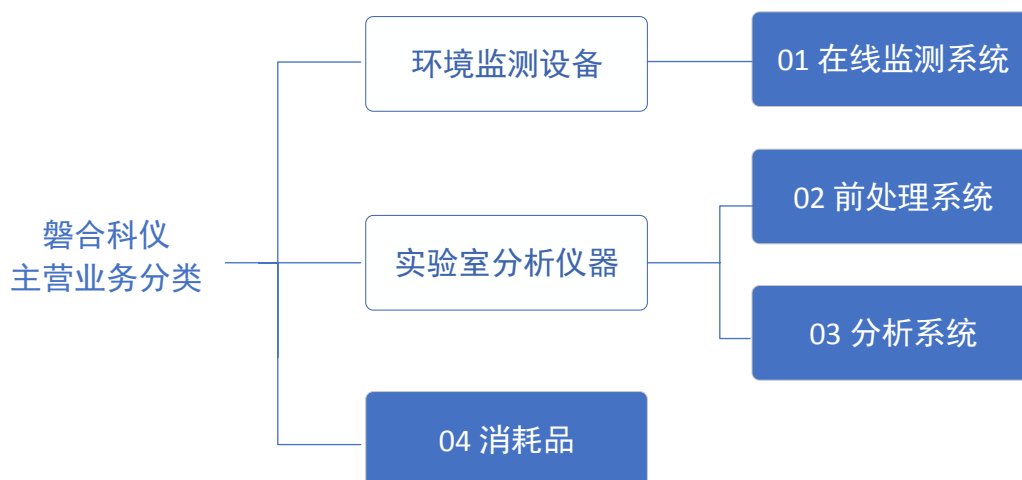 环境监测设备
01 在线监测系统
02 前处理系统
磐合科仪
主营业务分类
实验室分析仪器
03 分析系统
04 消耗品